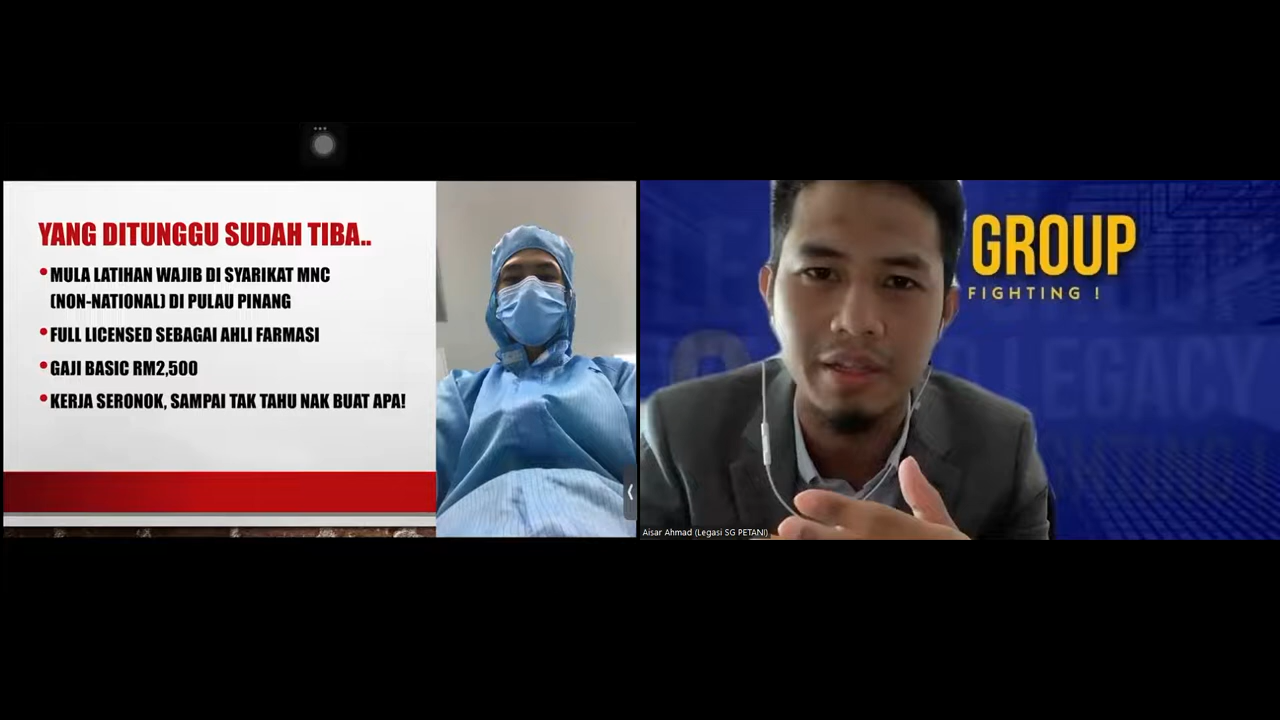 YANG DITUNGGU SUDAH TIBA..
• MULA LATIHAN WAJIB DI SYARIKAT MNC
(NON-NATIONAL) DI PULAU PINANG
• FULL LICENSED SEBAGAI AHLI FARMASI
• GAJI BASIC RM2,500
• KERJA SERONOK, SAMPAI TAK TAHU NAK BUAT APA!
GROUP
FIGHTING !
LEGACY
Aisar Ahmad (Legasi SG PETANI)